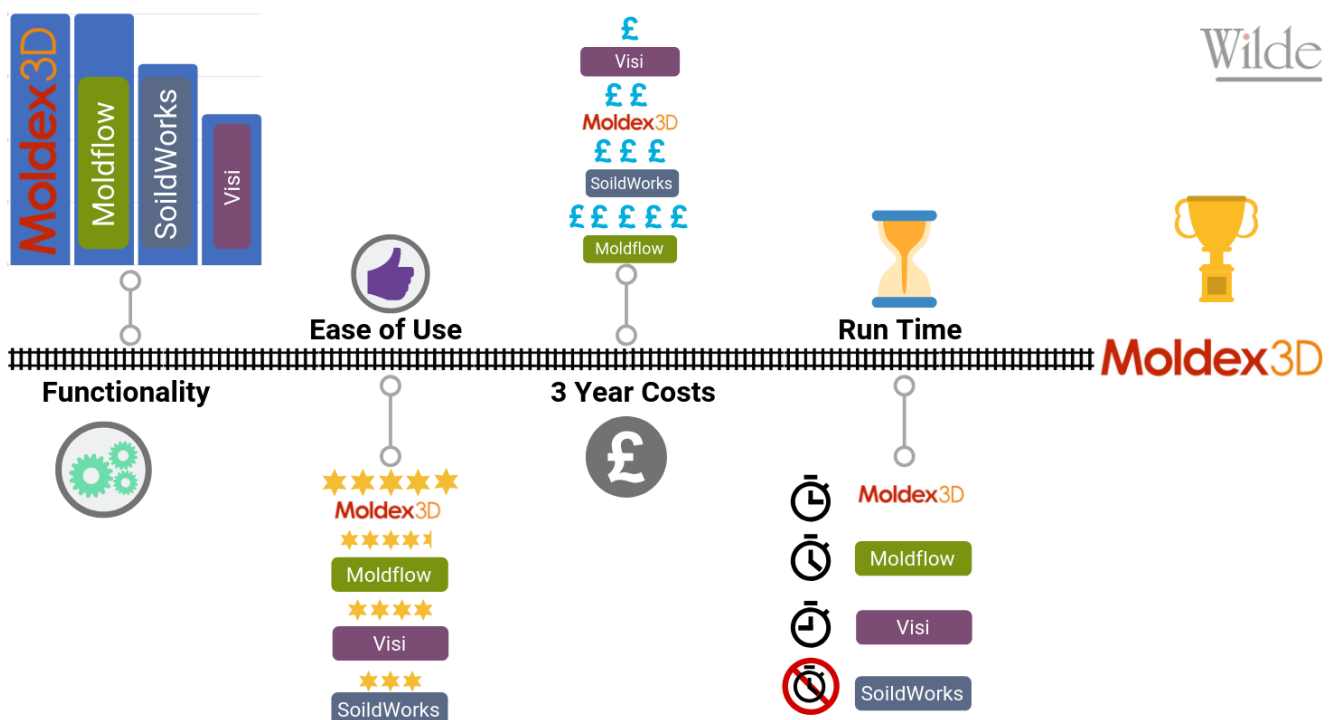 Moldex3D
Moldflow
SoildWorks
Visi
£
Visi
££
Moldex3D
£££
SoildWorks
£££££
Moldflow
Wilde
Ease of Use
Run Time
Moldex3D
Functionality
3 Year Costs
£
Moldex3D
Moldflow
Visi
SoildWorks
Moldex3D
Moldflow
Visi
SoildWorks